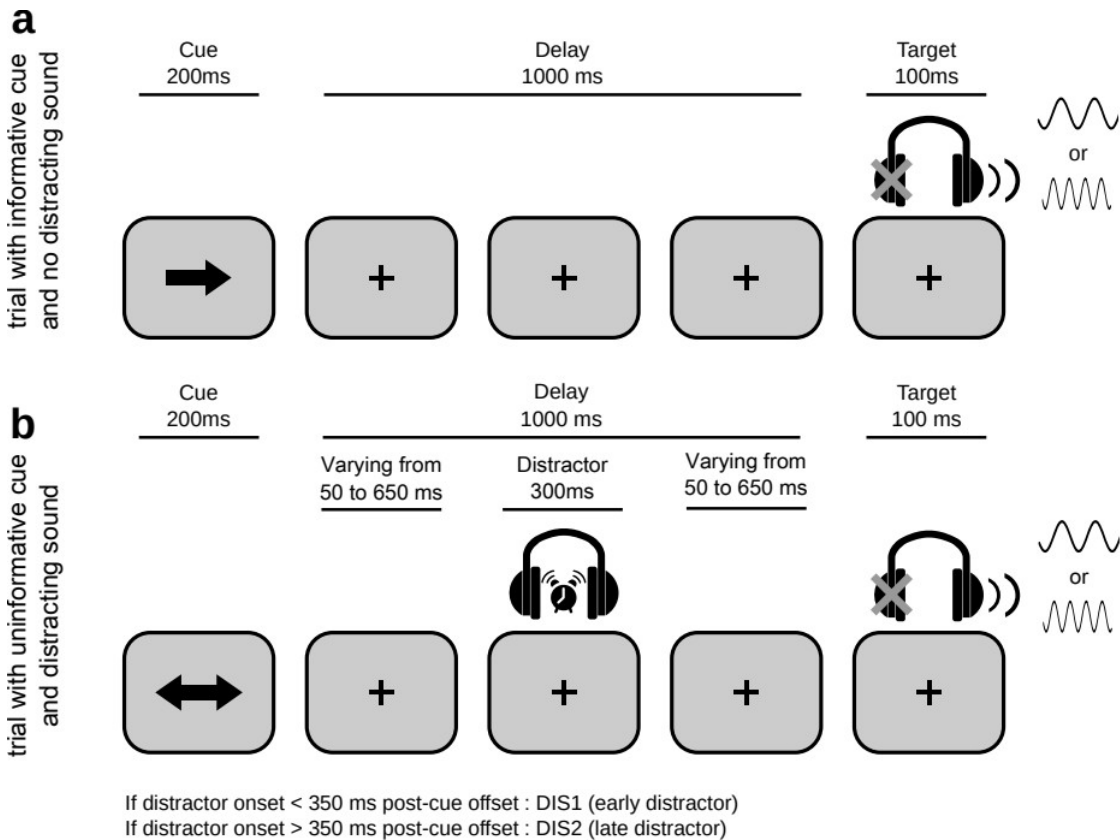 a
trial with informative cue
and no distracting sound
Cue
200ms
Delay
1000 ms
Target
100ms
or
b
trial with uninformative cue
and distracting sound
Cue
200ms
Delay
1000 ms
Target
100 ms
Varying from
50 to 650 ms
Distractor
300ms
Varying from
50 to 650 ms
or
If distractor onset < 350 ms post-cue offset : DIS1 (early distractor)
If distractor onset > 350 ms post-cue offset : DIS2 (late distractor)